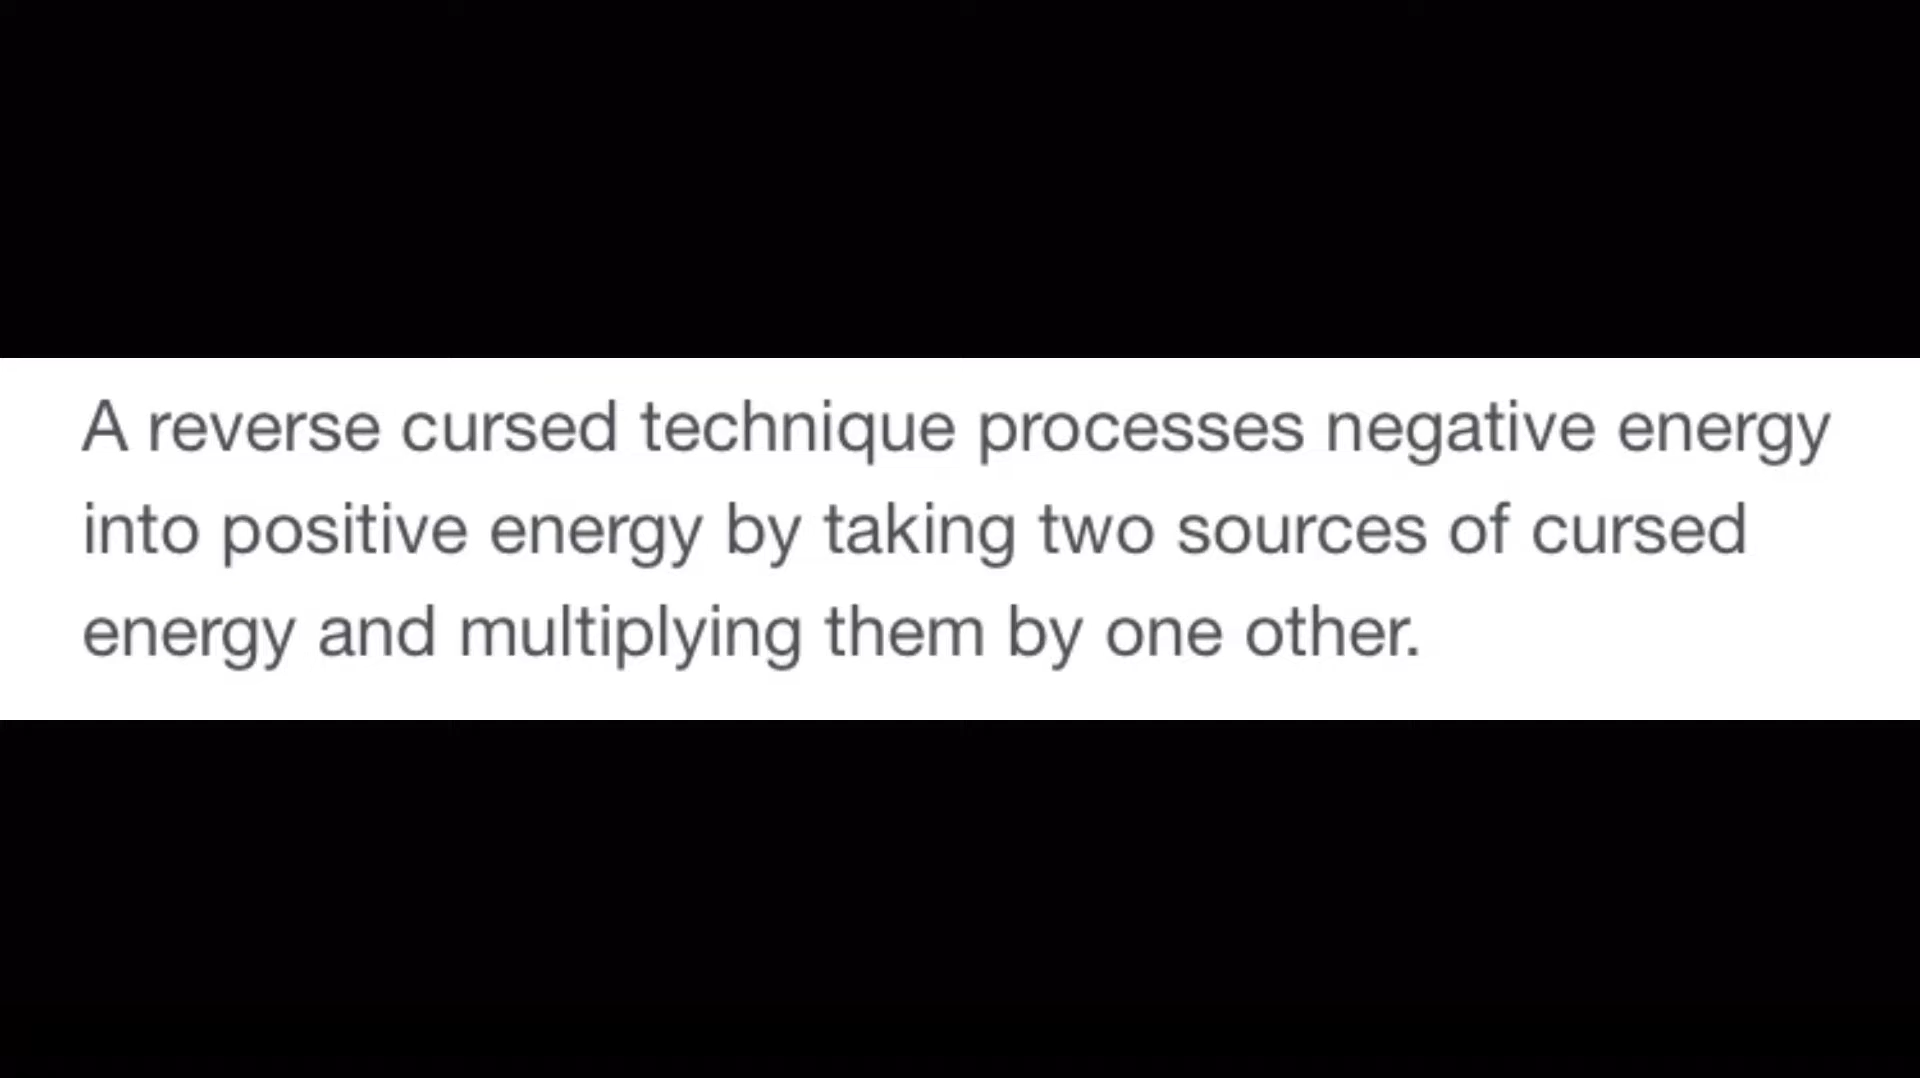 A reverse cursed technique processes negative energy
into positive energy by taking two sources of cursed
energy and multiplying them by one other.